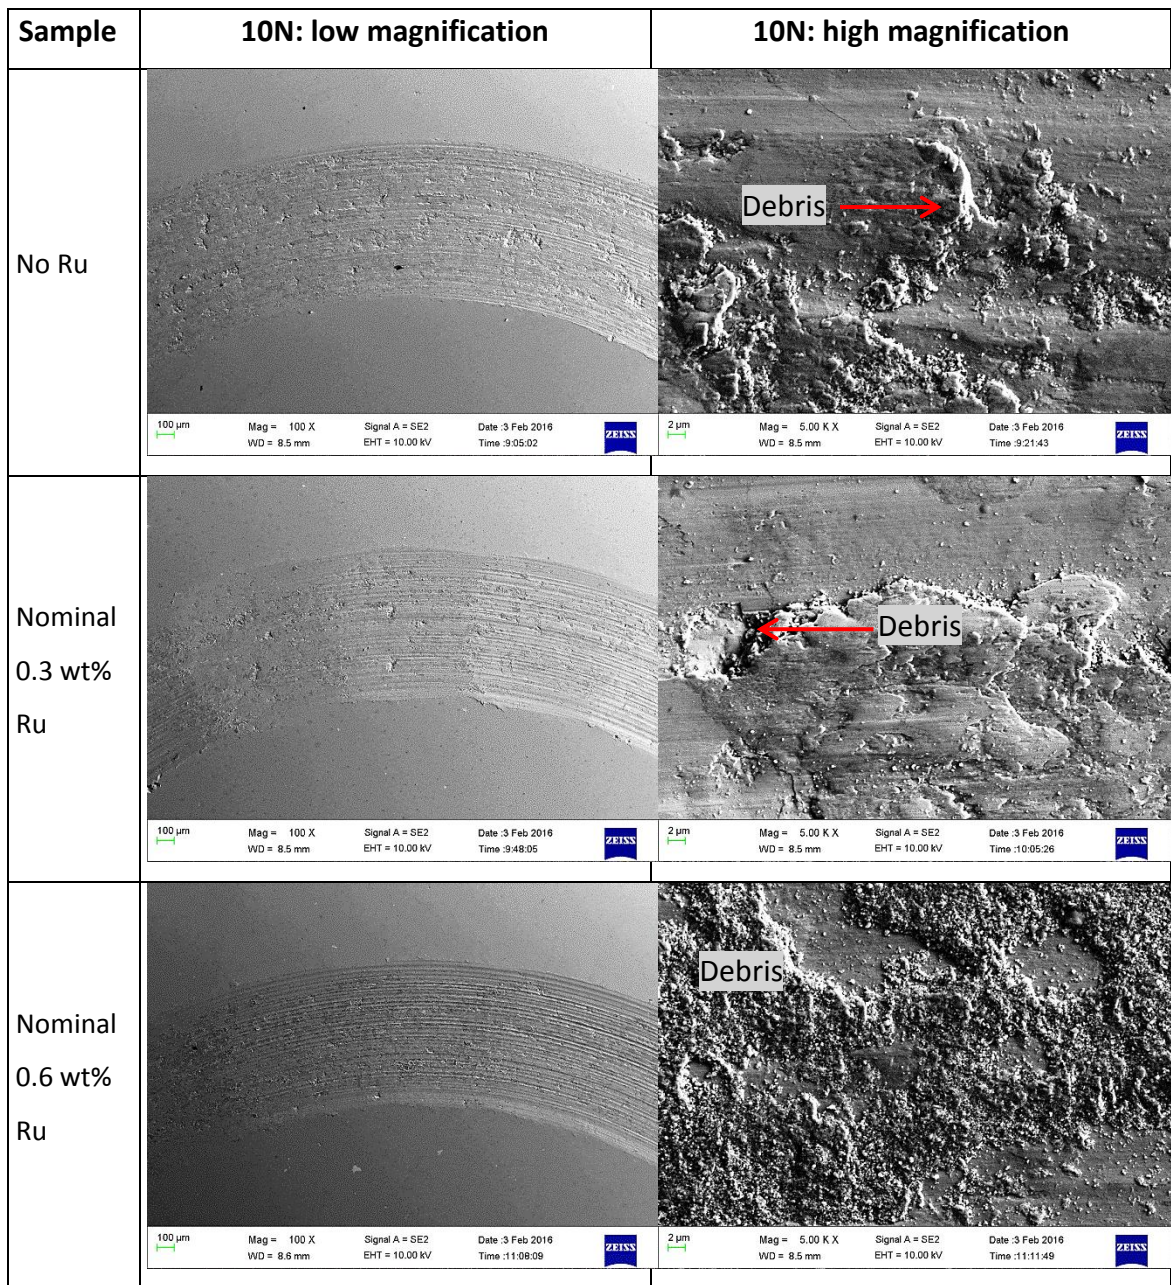 Sample
10N: low magnification
10N: high magnification
No Ru
Debris
100 µm
Mag = 100 X
Signal A = SE2
Date :3 Feb 2016
WD = 8.5 mm
EHT = 10.00 kV
Time :9:05:02
ZEISS
2 µm
Mag = 5.00 K X
Signal A = SE2
Date :3 Feb 2016
WD = 8.5 mm
EHT = 10.00 kV
Time :9:21:43
ZEISS
Nominal
0.3 wt%
Ru
Debris
100 µm
Mag = 100 X
Signal A = SE2
Date :3 Feb 2016
WD = 8.5 mm
EHT = 10.00 kV
Time :9:48:05
ZEISS
2 µm
Mag = 5.00 K X
Signal A = SE2
Date :3 Feb 2016
WD = 8.5 mm
EHT = 10.00 kV
Time :10:05:26
ZEISS
Nominal
0.6 wt%
Ru
Debris
100 µm
Mag = 100 X
Signal A = SE2
Date :3 Feb 2016
WD = 8.6 mm
EHT = 10.00 kV
Time :11:08:09
ZEISS
2 µm
Mag = 5.00 K X
Signal A = SE2
Date :3 Feb 2016
WD = 8.5 mm
EHT = 10.00 kV
Time :11:11:49
ZEISS